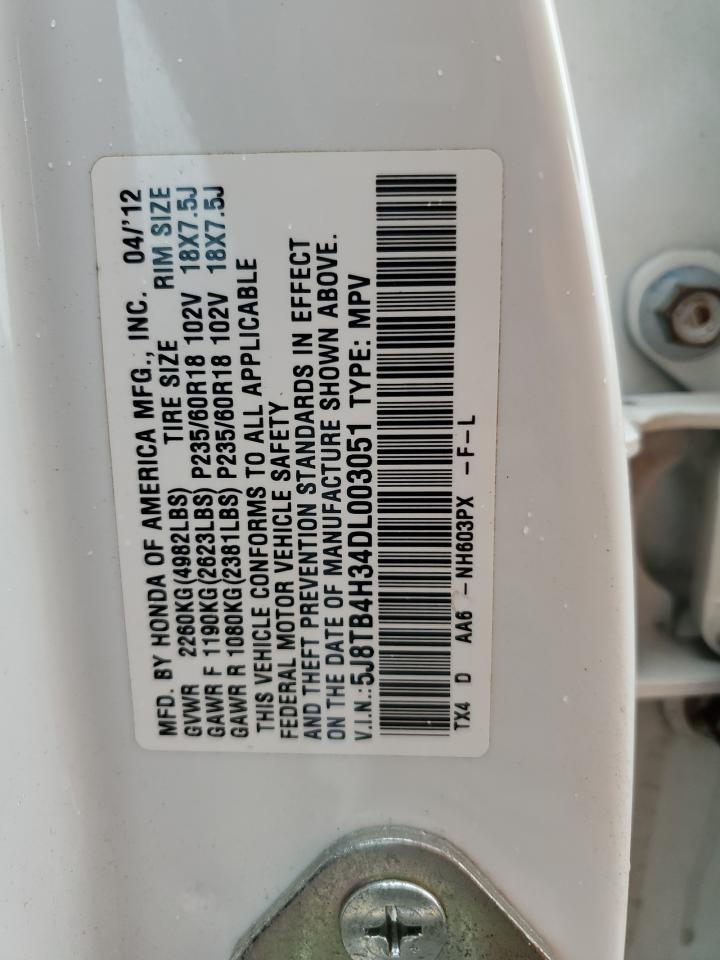 MFD. BY HONDA OF AMERICA MFG., INC. 04/'12
GVWR 2260KG(4982LBS) TIRE SIZE RIM SIZE
GAWR F 1190KG(2623LBS) P235/60R18 102V 18X7.5J
GAWR R 1080KG(2381LBS) P235/60R18 102V 18X7.5J
THIS VEHICLE CONFORMS TO ALL APPLICABLE
FEDERAL MOTOR VEHICLE SAFETY
AND THEFT PREVENTION STANDARDS IN EFFECT
ON THE DATE OF MANUFACTURE SHOWN ABOVE.
V.I.N.:5J8TB4H34DL003051 TYPE: MPV
TX4 D AA6 -NH603PX -F-L